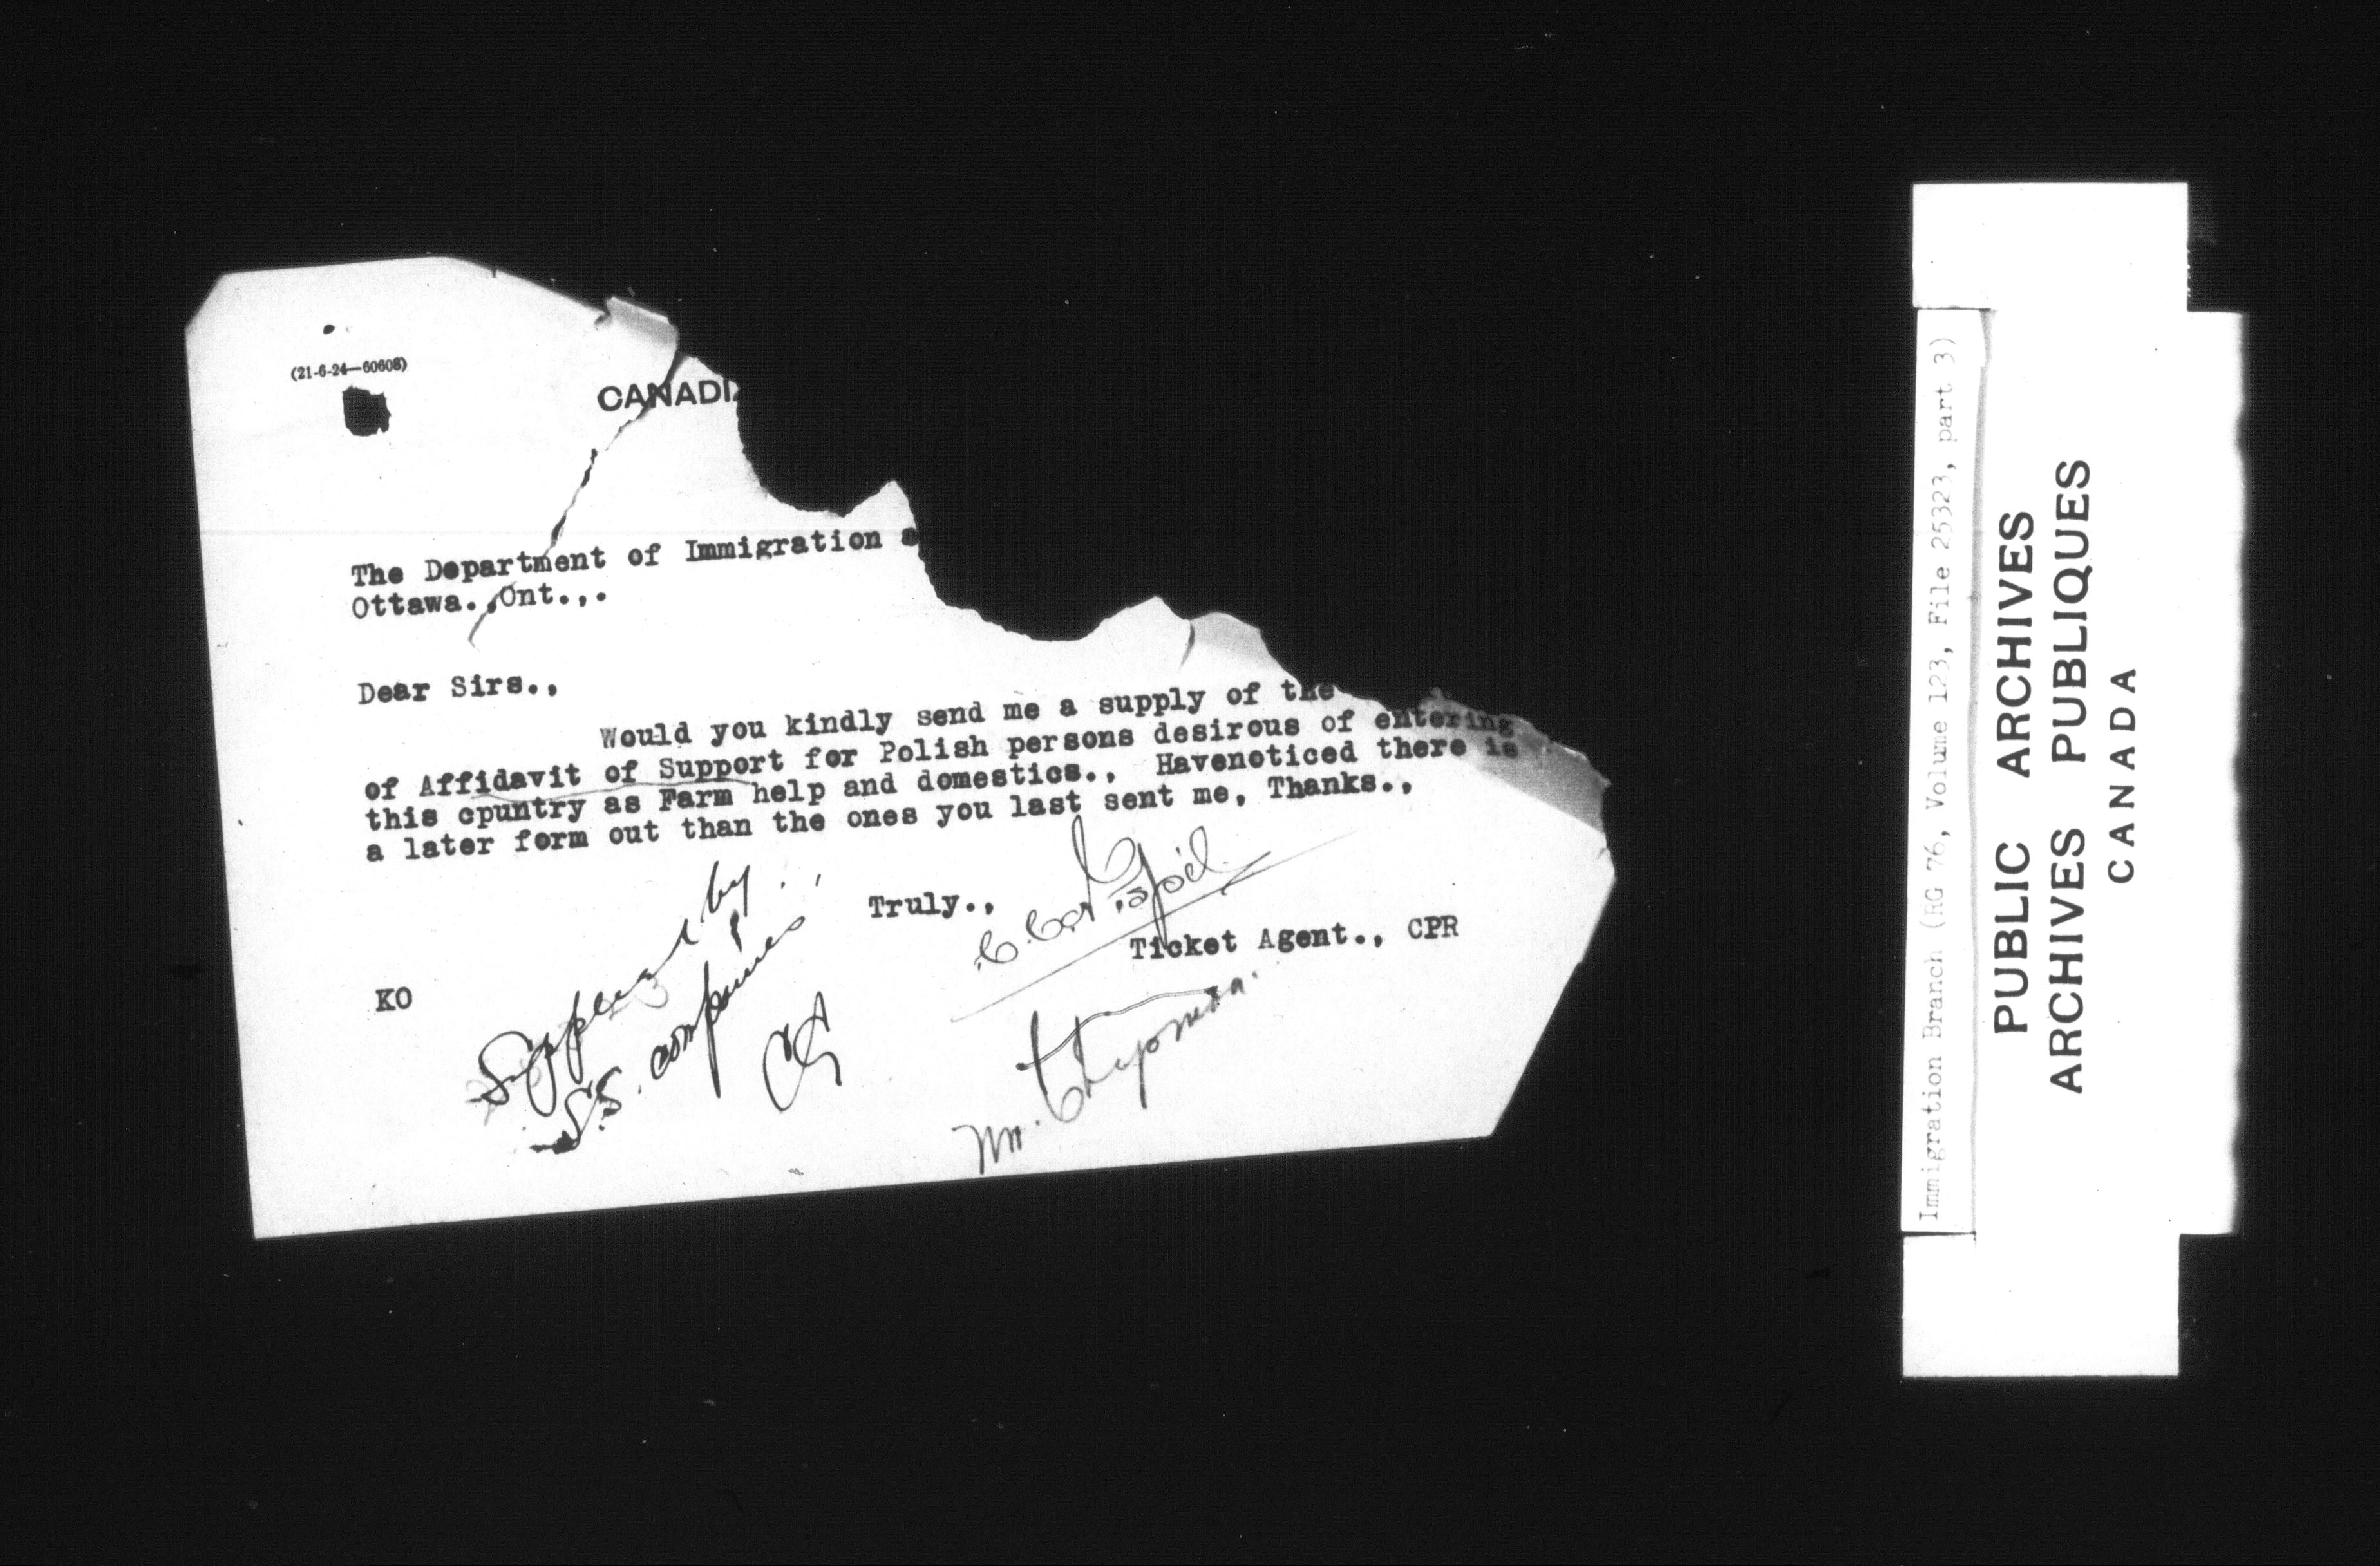 (21-6-24—60608)
CANADI
The Department of Immigration a
Ottawa.,Ont.,.
Dear Sirs.,
Would you kindly send me a supply of the
of Affidavit of Support for Polish persons desirous of entering
this cpuntry as Farm help and domestics., Havenoticed there is
a later form out than the ones you last sent me, Thanks.,
Truly.,
Ticket Agent., CPR
KO
by
S.S. companies
Mr. Chapman.
Immigration Branch (RG 76, Volume 123, File 25323, part 3)
PUBLIC ARCHIVES
ARCHIVES PUBLIQUES
CANADA